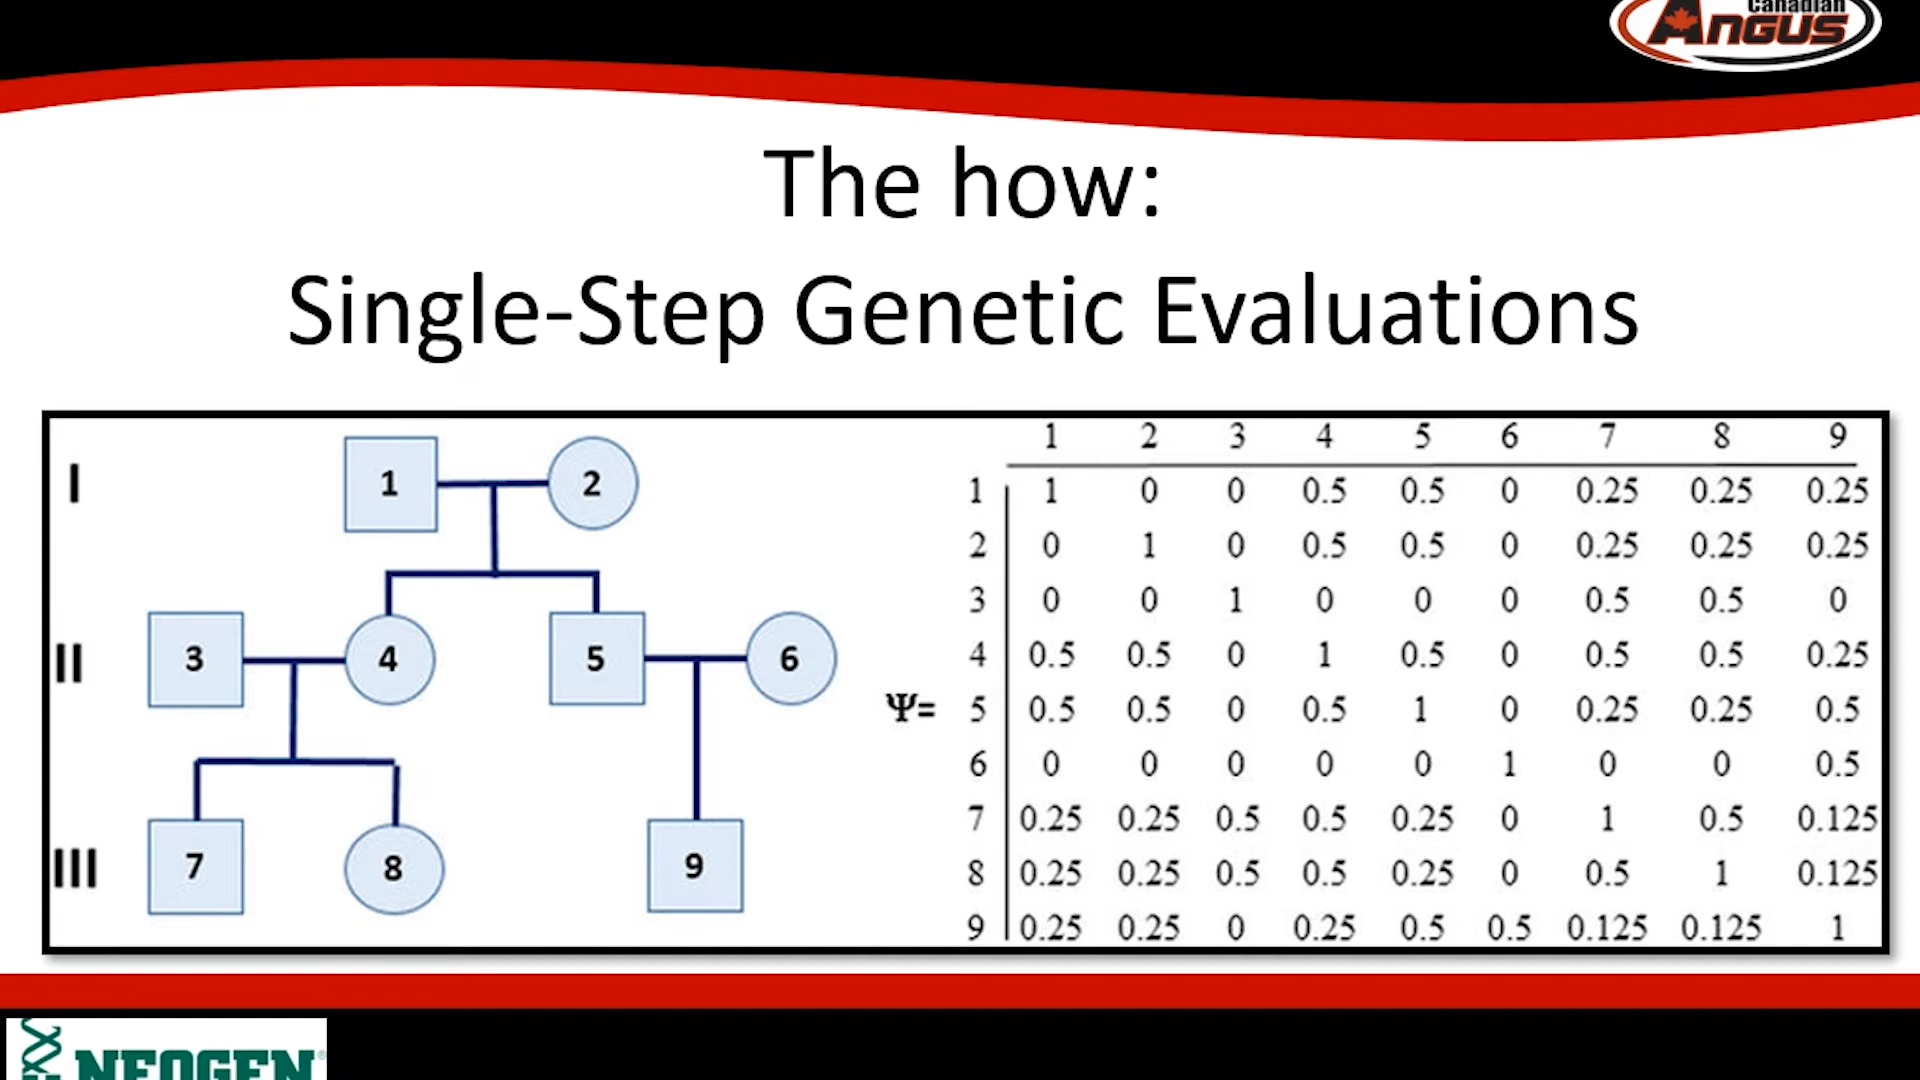 Canadian
ANGUS
The how:
Single-Step Genetic Evaluations
I
1 2
II
3 4 5 6
III
7 8 9
1 2 3 4 5 6 7 8 9
1 1 0 0 0.5 0.5 0 0.25 0.25 0.25
2 0 1 0 0.5 0.5 0 0.25 0.25 0.25
3 0 0 1 0 0 0 0.5 0.5 0
4 0.5 0.5 0 1 0.5 0 0.5 0.5 0.25
Ψ= 5 0.5 0.5 0 0.5 1 0 0.25 0.25 0.5
6 0 0 0 0 0 1 0 0 0.5
7 0.25 0.25 0.5 0.5 0.25 0 1 0.5 0.125
8 0.25 0.25 0.5 0.5 0.25 0 0.5 1 0.125
9 0.25 0.25 0 0.25 0.5 0.5 0.125 0.125 1
NEOGEN®